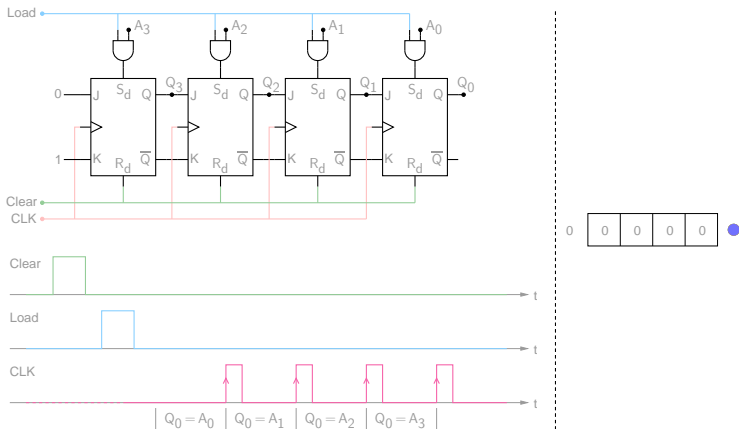 Load
A3 A2 A1 A0
Sd Sd Sd Sd
0 J Q Q3 J Q Q2 J Q Q1 J Q Q0
1 K Q̅ K Q̅ K Q̅ K Q̅
Rd Rd Rd Rd
Clear
CLK
0 0 0 0 0
Clear
t
Load
t
CLK
t
Q0 = A0 Q0 = A1 Q0 = A2 Q0 = A3